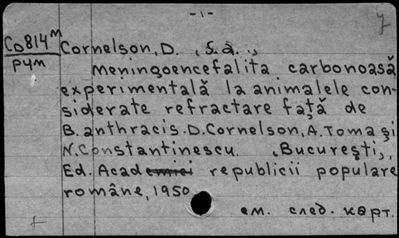 -1-
Co814м
РУМ
Cornelson, D. ş.a.,
Meningoencefalita carbonoasă
experimentală la animalele con-
siderate refractare faţă de
B. anthracis. D. Cornelson, A. Toma şi
N. Constantinescu. Bucureşti,
Ed. Academiei republicii populare
române, 1950
см. след. карт.